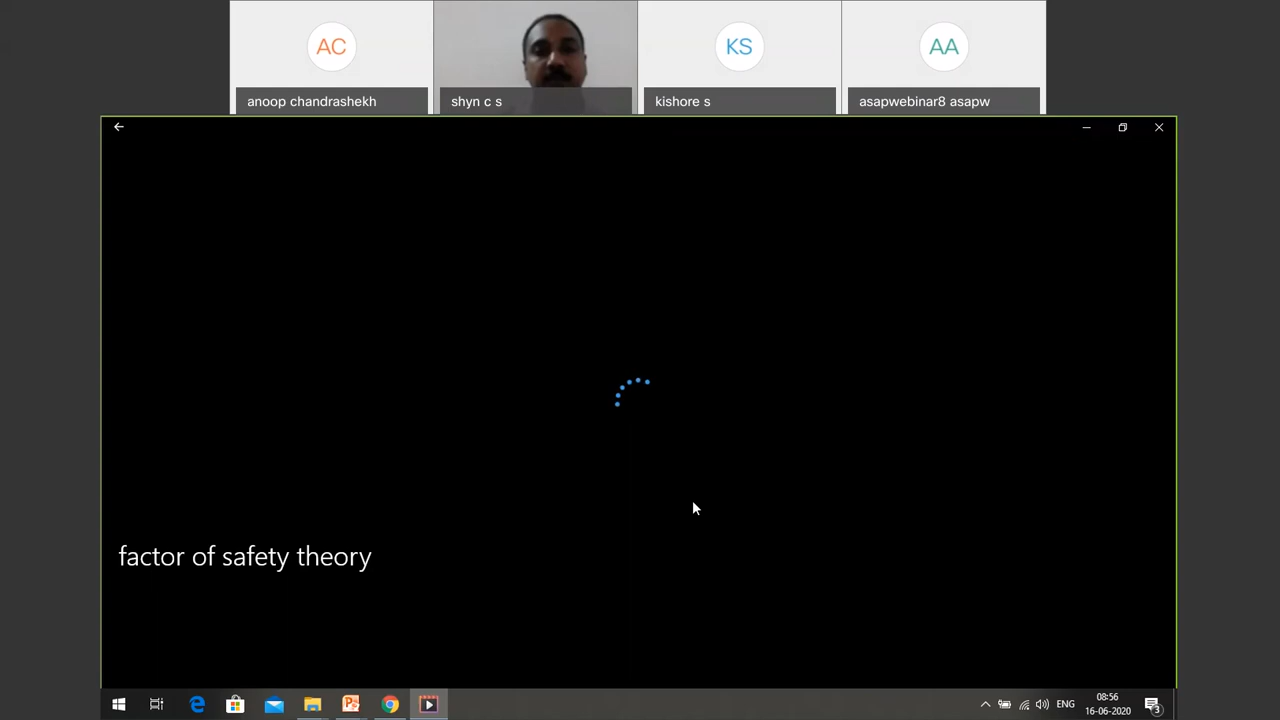 AC
KS
AA
anoop chandrashekh
shyn c s
kishore s
asapwebinar8 asapw
factor of safety theory
ENG
08:56
16-06-2020
3